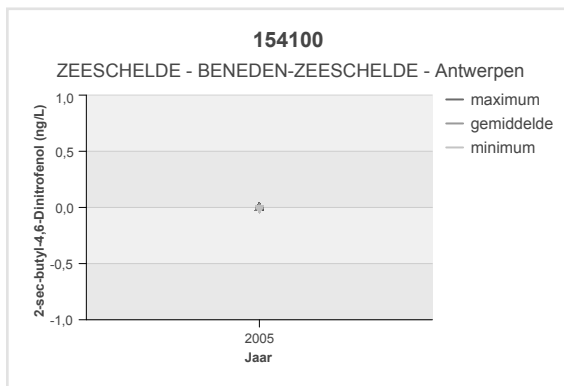 154100
ZEESCHELDE - BENEDEN-ZEESCHELDE - Antwerpen
2-sec-butyl-4,6-Dinitrofenol (ng/L)
1,0
0,5
0,0
-0,5
-1,0
2005
Jaar
maximum
gemiddelde
minimum